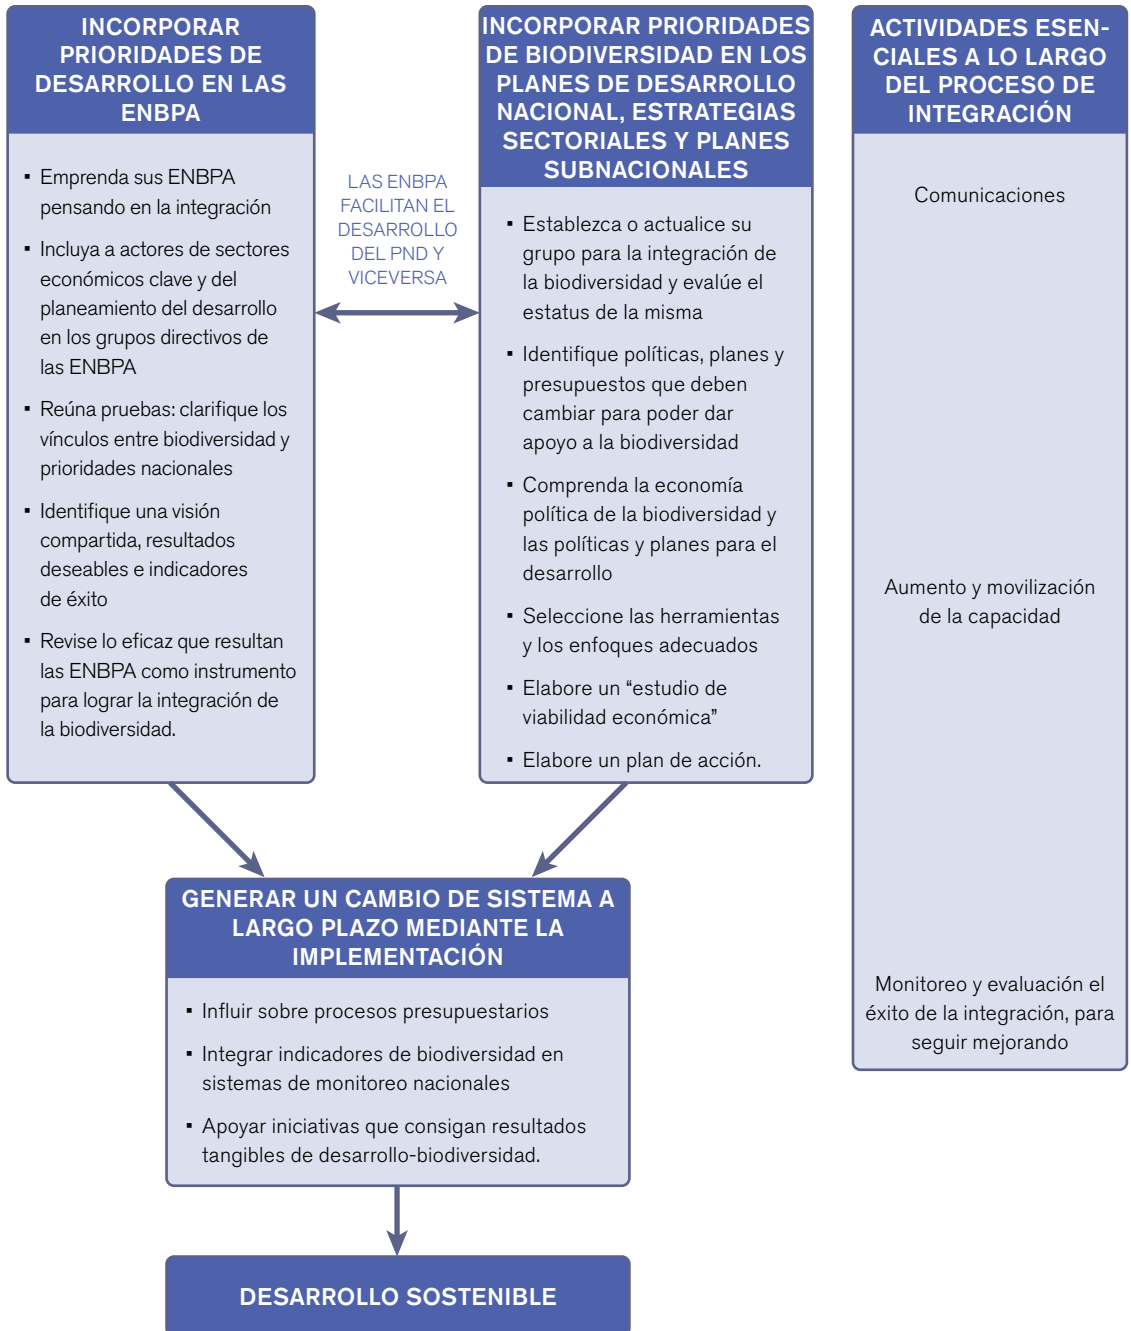 INCORPORAR
PRIORIDADES DE
DESARROLLO EN LAS
ENBPA
▪ Emprenda sus ENBPA
pensando en la integración
▪ Incluya a actores de sectores
económicos clave y del
planeamiento del desarrollo
en los grupos directivos de
las ENBPA
▪ Reúna pruebas: clarifique los
vínculos entre biodiversidad y
prioridades nacionales
▪ Identifique una visión
compartida, resultados
deseables e indicadores
de éxito
▪ Revise lo eficaz que resultan
las ENBPA como instrumento
para lograr la integración de
la biodiversidad.
LAS ENBPA
FACILITAN EL
DESARROLLO
DEL PND Y
VICEVERSA
INCORPORAR PRIORIDADES
DE BIODIVERSIDAD EN LOS
PLANES DE DESARROLLO
NACIONAL, ESTRATEGIAS
SECTORIALES Y PLANES
SUBNACIONALES
▪ Establezca o actualice su
grupo para la integración de
la biodiversidad y evalúe el
estatus de la misma
▪ Identifique políticas, planes y
presupuestos que deben
cambiar para poder dar
apoyo a la biodiversidad
▪ Comprenda la economía
política de la biodiversidad y
las políticas y planes para el
desarrollo
▪ Seleccione las herramientas
y los enfoques adecuados
▪ Elabore un “estudio de
viabilidad económica”
▪ Elabore un plan de acción.
GENERAR UN CAMBIO DE SISTEMA A
LARGO PLAZO MEDIANTE LA
IMPLEMENTACIÓN
▪ Influir sobre procesos presupuestarios
▪ Integrar indicadores de biodiversidad en
sistemas de monitoreo nacionales
▪ Apoyar iniciativas que consigan resultados
tangibles de desarrollo-biodiversidad.
DESARROLLO SOSTENIBLE
ACTIVIDADES ESEN-
CIALES A LO LARGO
DEL PROCESO DE
INTEGRACIÓN
Comunicaciones
Aumento y movilización
de la capacidad
Monitoreo y evaluación el
éxito de la integración, para
seguir mejorando